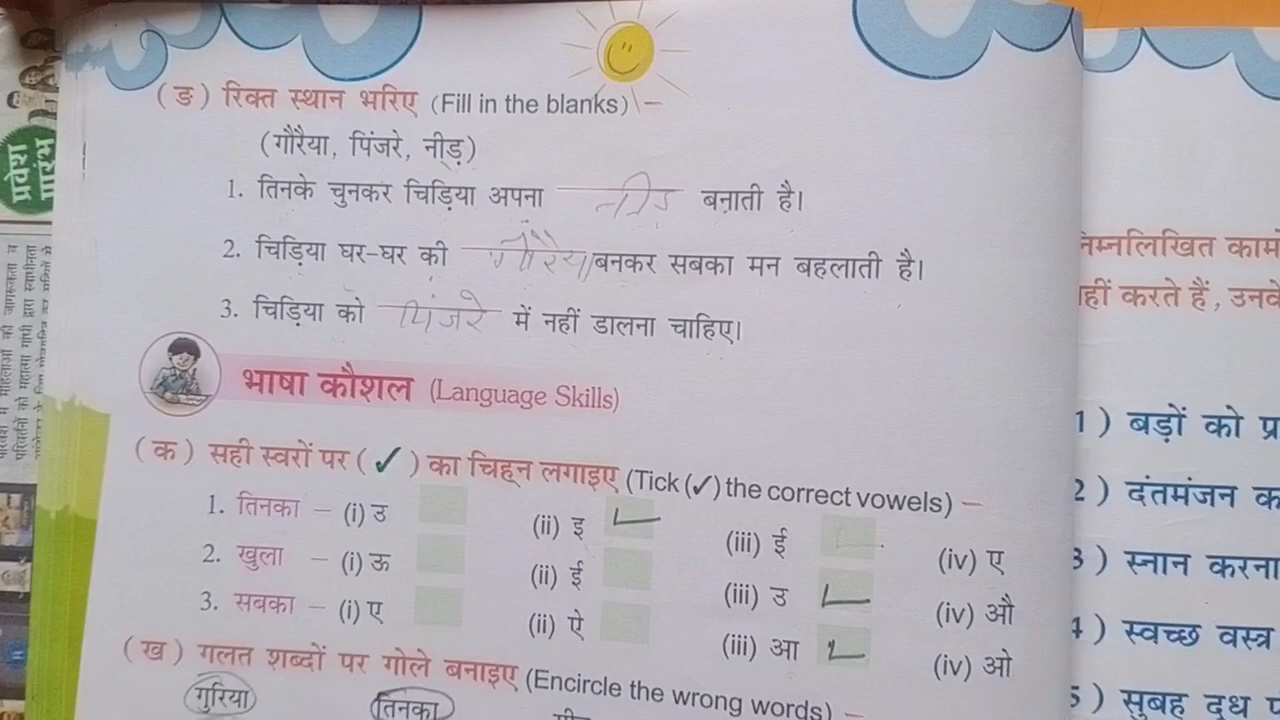 (ङ) रिक्त स्थान भरिए (Fill in the blanks) –
(गौरैया, पिंजरे, नीड़)
1. तिनके चुनकर चिड़िया अपना नीड बनाती है।
2. चिड़िया घर-घर की गौरैया बनकर सबका मन बहलाती है।
3. चिड़िया को पिंजरे में नहीं डालना चाहिए।
भाषा कौशल (Language Skills)
(क) सही स्वरों पर (✓) का चिह्न लगाइए (Tick (✓) the correct vowels) –
1. तिनका – (i) उ (ii) इ ✓ (iii) ई (iv) ए
2. खुला – (i) ऊ (ii) ई (iii) उ ✓ (iv) औ
3. सबका – (i) ए (ii) ऐ (iii) आ ✓ (iv) ओ
(ख) गलत शब्दों पर गोले बनाइए (Encircle the wrong words) –
गुरिया तिनका
प्रवेश
प्रारंभ
निम्नलिखित काम
नहीं करते हैं, उनके
1) बड़ों को प्र
2) दंतमंजन क
3) स्नान करना
4) स्वच्छ वस्त्र
5) सुबह दूध